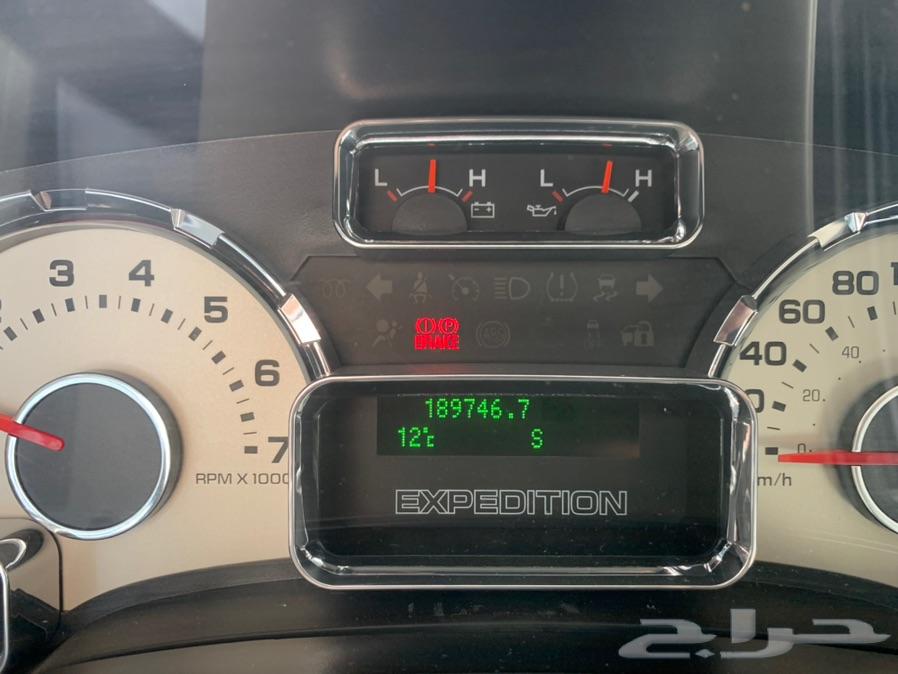 L H L H
3 4 5 6 7
RPM X 1000
BRAKE
ABS
80
60
40
40
20
0
189746.7
12°C S
EXPEDITION
حراج